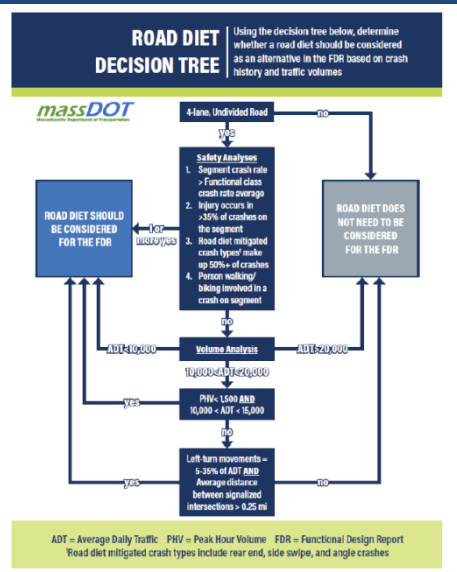 ROAD DIET
DECISION TREE
Using the decision tree below, determine
whether a road diet should be considered
as an alternative in the FDR based on crash
history and traffic volumes
massDOT
Massachusetts Department of Transportation
4-lane, Undivided Road
no
yes
Safety Analyses
1. Segment crash rate
> Functional class
crash rate average
2. Injury occurs in
>35% of crashes on
the segment
3. Road diet mitigated
crash types¹ make
up 50%+ of crashes
4. Person walking/
biking involved in a
crash on segment
1 or
more yes
ROAD DIET SHOULD
BE CONSIDERED
FOR THE FDR
ROAD DIET DOES
NOT NEED TO BE
CONSIDERED
FOR THE FDR
no
ADT<10,000
Volume Analysis
ADT>20,000
10,000<ADT<20,000
yes
PHV< 1,500 AND
10,000 < ADT < 15,000
no
Left-turn movements =
5-35% of ADT AND
Average distance
between signalized
intersections > 0.25 mi
yes
no
ADT = Average Daily Traffic PHV = Peak Hour Volume FDR = Functional Design Report
¹Road diet mitigated crash types include rear end, side swipe, and angle crashes